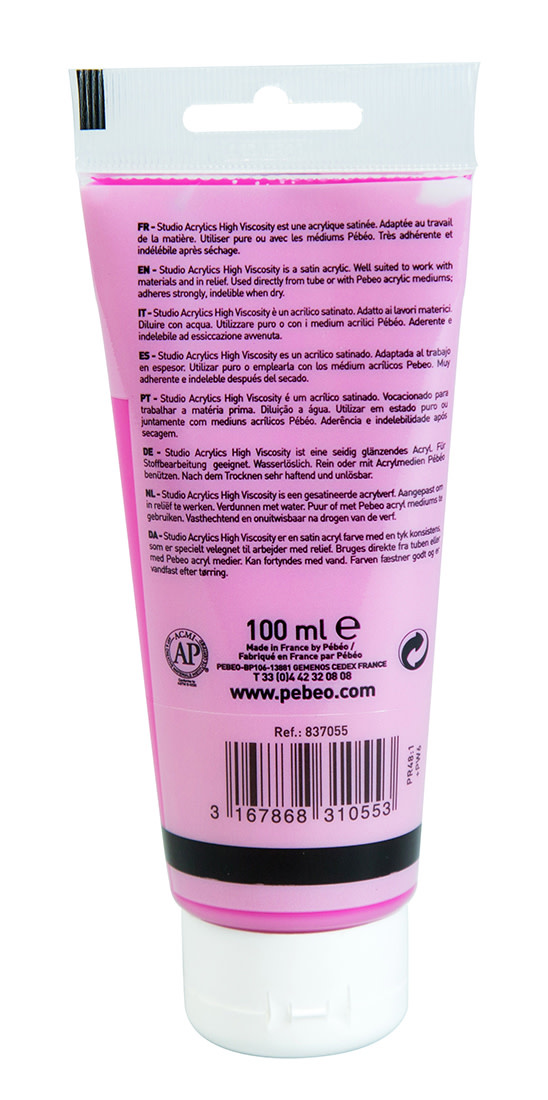 FR - Studio Acrylics High Viscosity est une acrylique satinée. Adaptée au travail
de la matière. Utiliser pure ou avec les médiums Pébéo. Très adhérente et
indélébile après séchage.
EN - Studio Acrylics High Viscosity is a satin acrylic. Well suited to work with
materials and in relief. Used directly from tube or with Pebeo acrylic mediums;
adheres strongly, indelible when dry.
IT - Studio Acrylics High Viscosity è un acrilico satinato. Adatto ai lavori materici.
Diluire con acqua. Utilizzare puro o con i medium acrilici Pébéo. Aderente e
indelebile ad essiccazione avvenuta.
ES - Studio Acrylics High Viscosity es un acrílico satinado. Adaptada al trabajo
en espesor. Utilizar puro o emplearla con los médium acrílicos Pebeo. Muy
adherente e indeleble después del secado.
PT - Studio Acrylics High Viscosity é um acrílico satinado. Vocacionado para
trabalhar a matéria prima. Diluição a água. Utilizar em estado puro ou
juntamente com mediuns acrílicos Pébéo. Aderência e indelebilidade após
secagem.
DE - Studio Acrylics High Viscosity ist eine seidig glänzendes Acryl. Für
Stoffbearbeitung geeignet. Wasserlöslich. Rein oder mit Acrylmedien Pébéo
benützen. Nach dem Trocknen sehr haftend und unlösbar.
NL - Studio Acrylics High Viscosity is een gesatineerde acrylverf. Aangepast om
in reliëf te werken. Verdunnen met water. Puur of met Pebeo acryl mediums te
gebruiken. Vasthechtend en onuitwisbaar na drogen van de verf.
DA - Studio Acrylics High Viscosity er en satin acryl farve med en tyk konsistens,
som er specielt velegnet til arbejder med relief. Bruges direkte fra tuben eller
med Pebeo acryl medier. Kan fortyndes med vand. Farven fæstner godt og er
vandfast efter tørring.
100 ml ℮
ACMI
AP
Made in France by Pébéo /
Fabriqué en France par Pébéo
PEBEO-BP106-13881 GEMENOS CEDEX FRANCE
T 33 (0)4 42 32 08 08
www.pebeo.com
Ref.: 837055
PR48:1
+PW6
3 167868 310553